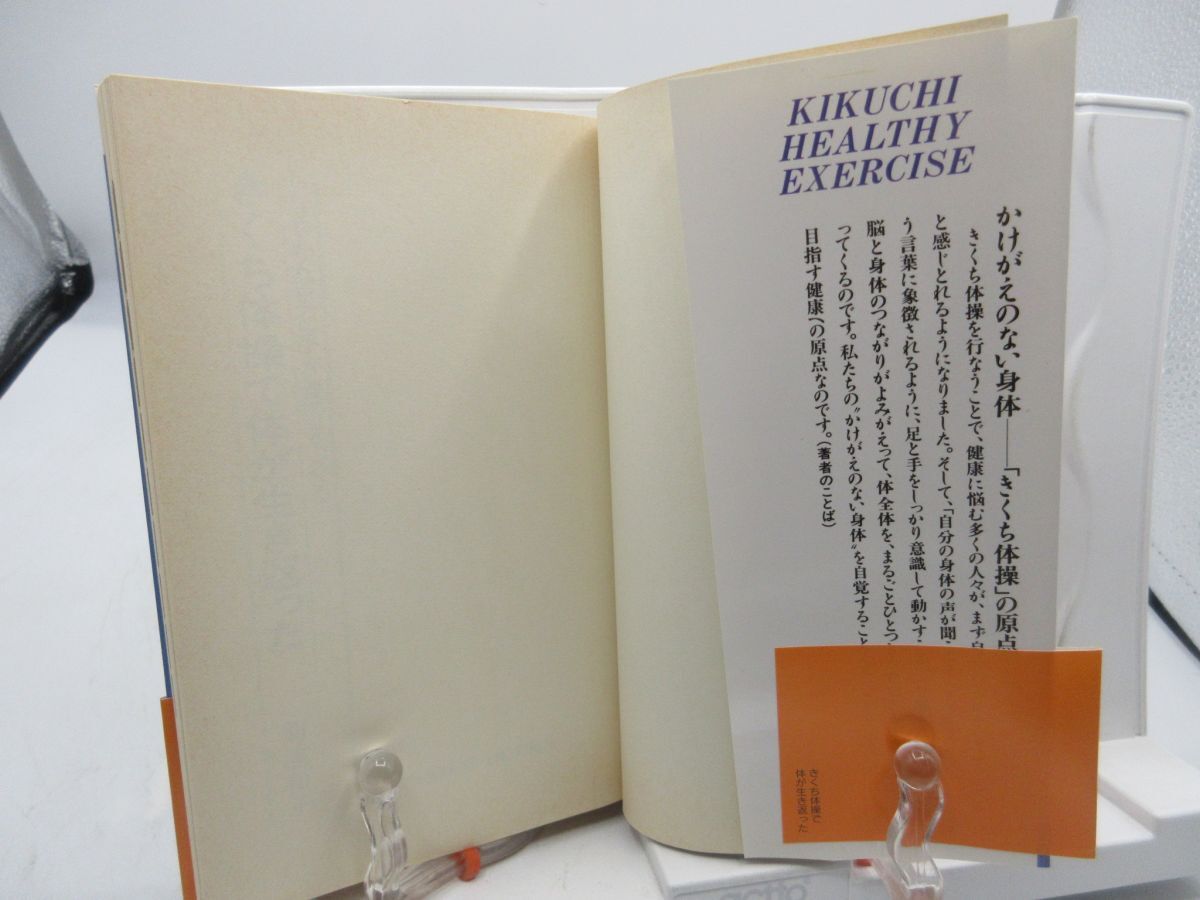 KIKUCHI
HEALTHY
EXERCISE
かけがえのない身体──「きくち体操」の原点
きくち体操を行なうことで、健康に悩む多くの人々が、まず
と感じとれるようになりました。そして、「自分の身体の声が聞
う言葉に象徴されるように、足と手をしっかり意識して動かす
脳と身体のつながりがよみがえって、体全体を、まるごとひとつ
ってくるのです。私たちの〝かけがえのない身体〟を自覚すること
目指す健康への原点なのです。（著者のことば）
きくち体操で
体が生き返った